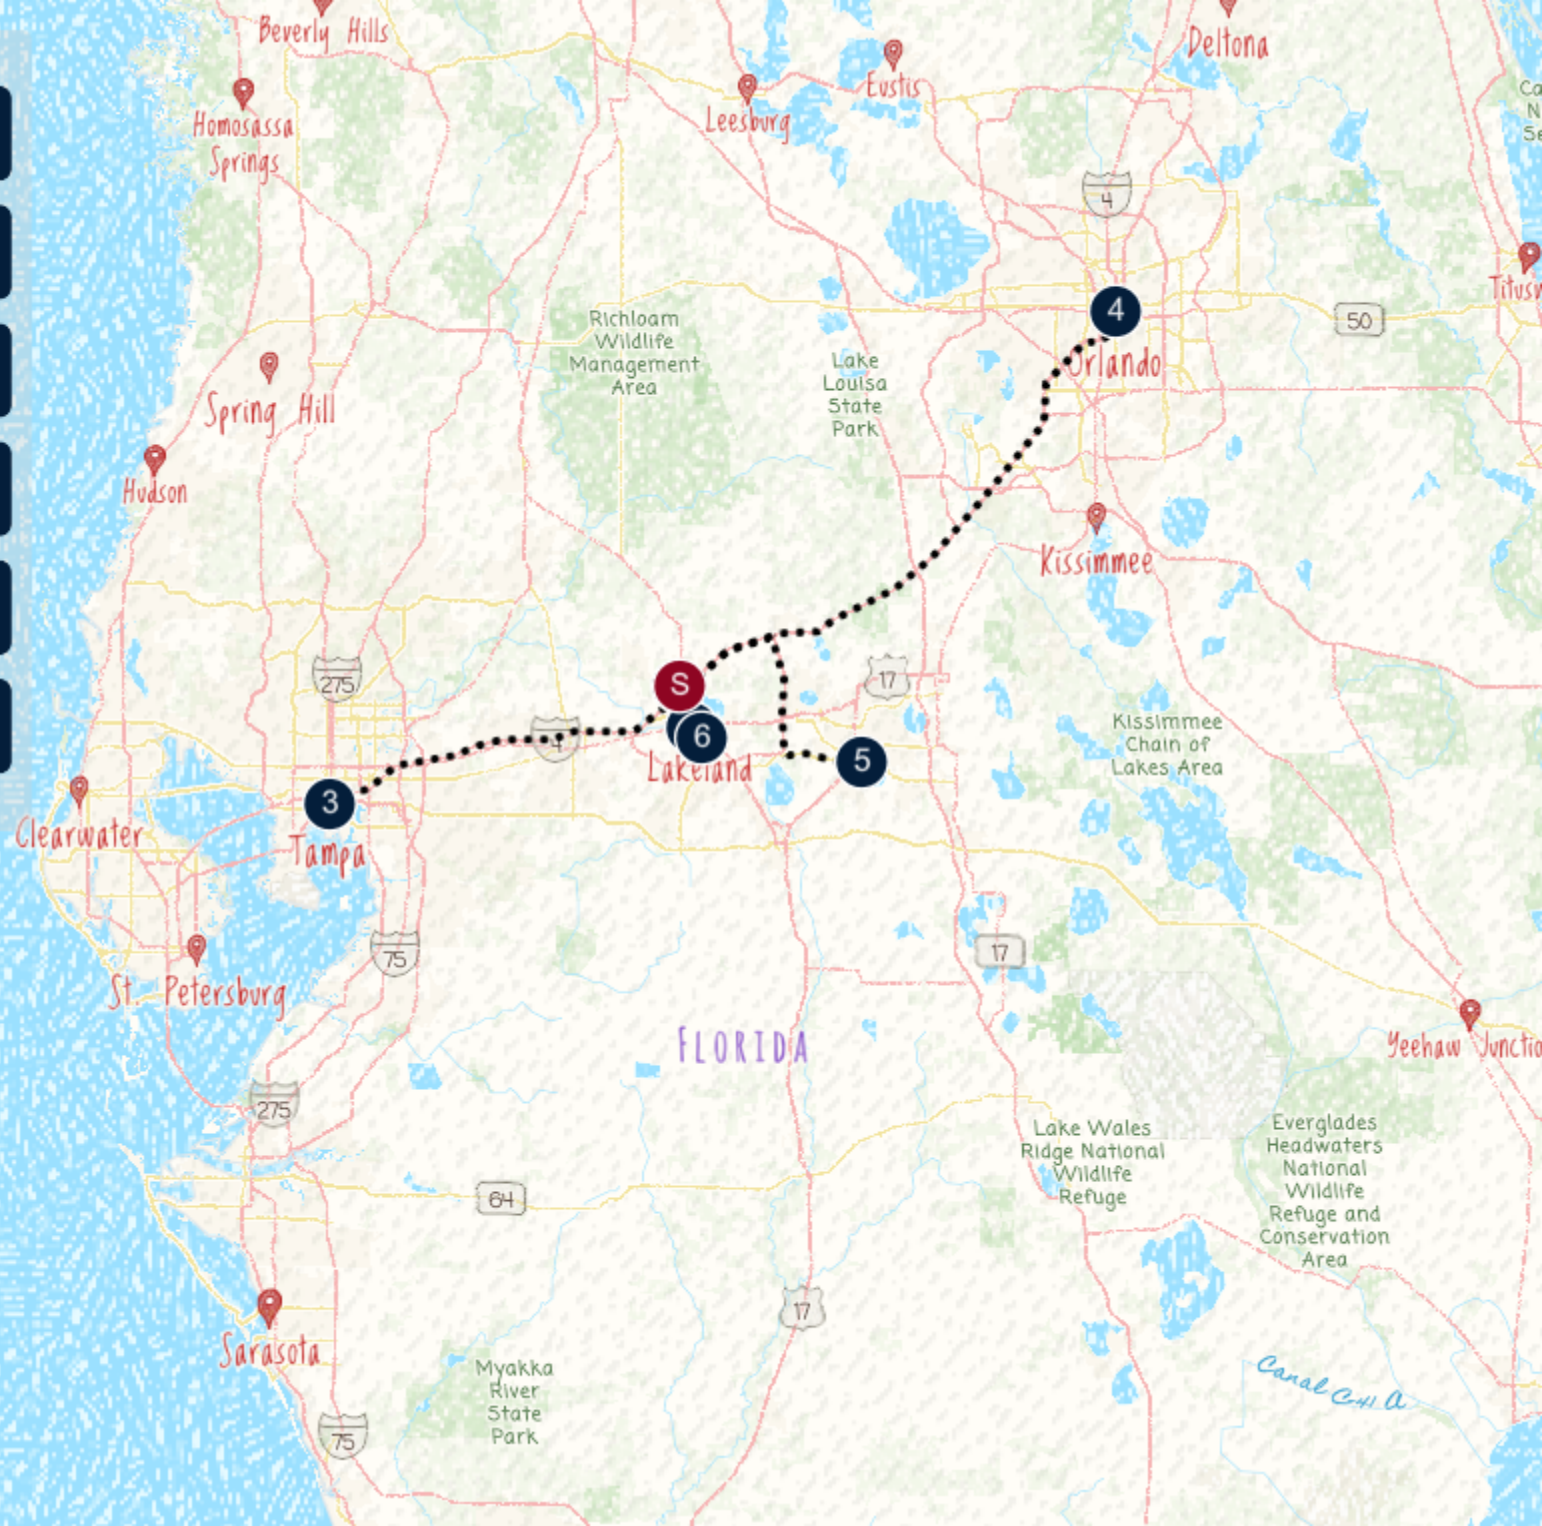 Beverly Hills
Deltona
Eustis
Leesburg
Homosassa
Springs
4
4
Titusv
50
Richloam
Wildlife
Management
Area
Lake
Louisa
State
Park
Orlando
Spring Hill
Hudson
Kissimmee
275
S
17
6
4
Lakeland
5
Kissimmee
Chain of
Lakes Area
3
Tampa
Clearwater
75
17
St. Petersburg
FLORIDA
Yeehaw Junctio
275
Lake Wales
Ridge National
Wildlife
Refuge
Everglades
Headwaters
National
Wildlife
Refuge and
Conservation
Area
64
17
Sarasota
Myakka
River
State
Park
Canal C-41 A
75